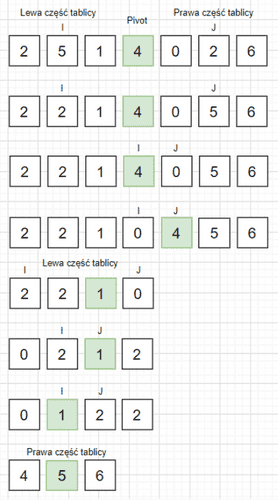 Lewa część tablicy Pivot Prawa część tablicy
I J
2 5 1 4 0 2 6
I J
2 2 1 4 0 5 6
I J
2 2 1 4 0 5 6
I J
2 2 1 0 4 5 6
Lewa część tablicy
I J
2 2 1 0
I J
0 2 1 2
I J
0 1 2 2
Prawa część tablicy
4 5 6